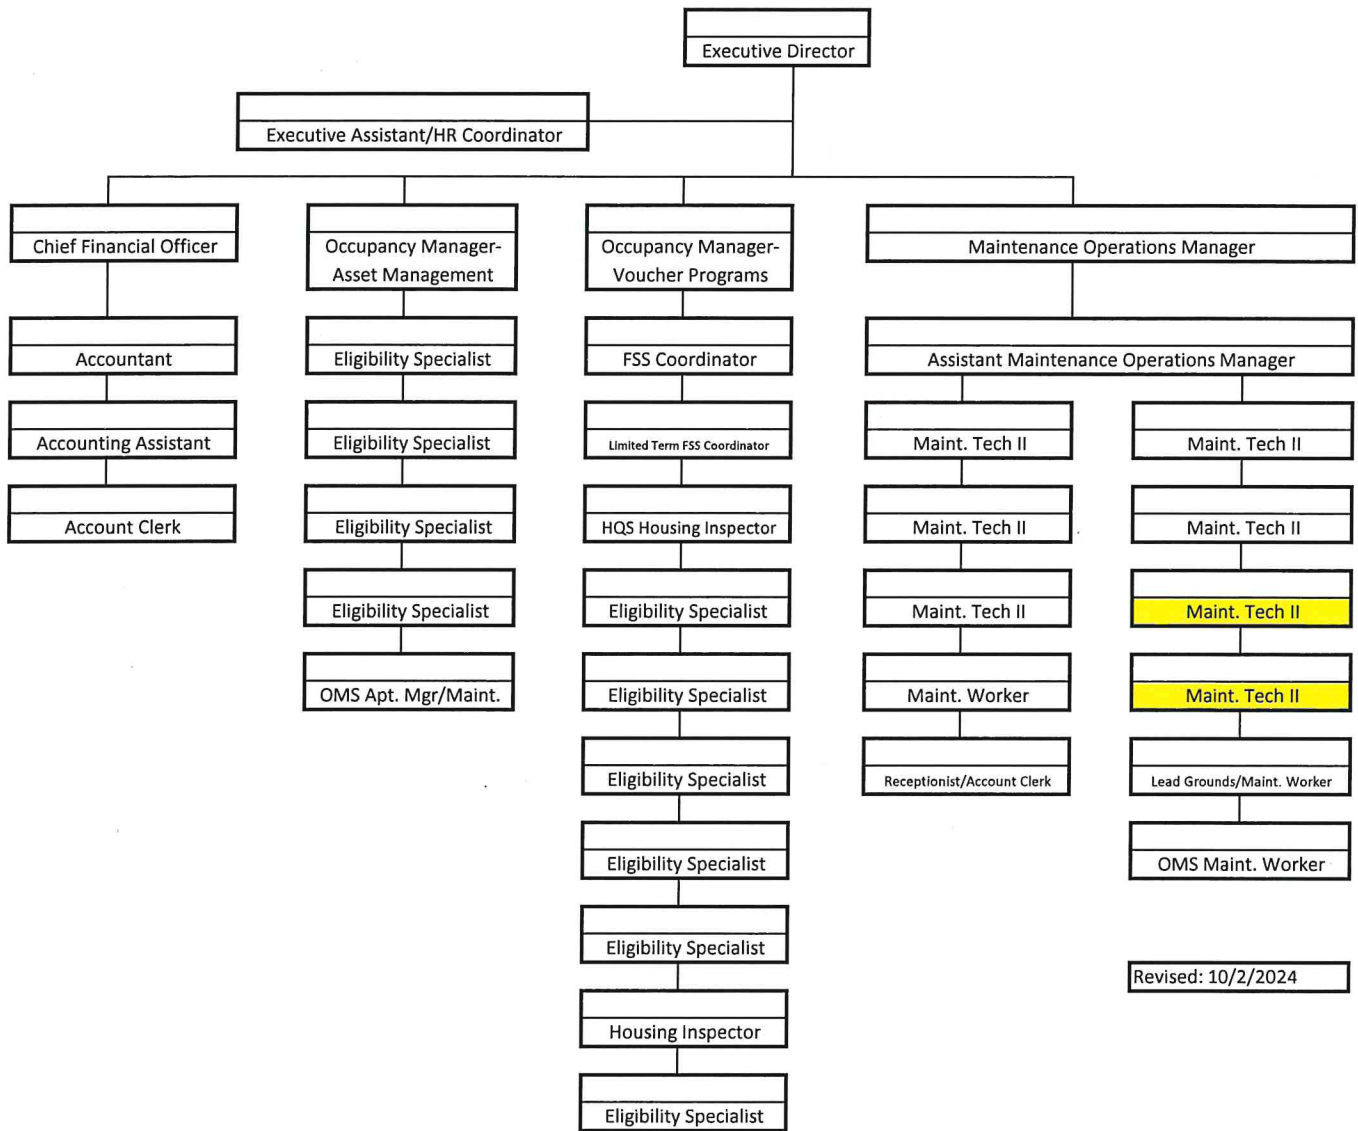 Executive Director
Executive Assistant/HR Coordinator
Chief Financial Officer
Occupancy Manager-
Asset Management
Occupancy Manager-
Voucher Programs
Maintenance Operations Manager
Accountant
Eligibility Specialist
FSS Coordinator
Assistant Maintenance Operations Manager
Accounting Assistant
Eligibility Specialist
Limited Term FSS Coordinator
Maint. Tech II
Maint. Tech II
Account Clerk
Eligibility Specialist
HQS Housing Inspector
Maint. Tech II
Maint. Tech II
Eligibility Specialist
Eligibility Specialist
Maint. Tech II
Maint. Tech II
OMS Apt. Mgr/Maint.
Eligibility Specialist
Maint. Worker
Maint. Tech II
Eligibility Specialist
Receptionist/Account Clerk
Lead Grounds/Maint. Worker
Eligibility Specialist
OMS Maint. Worker
Eligibility Specialist
Revised: 10/2/2024
Housing Inspector
Eligibility Specialist